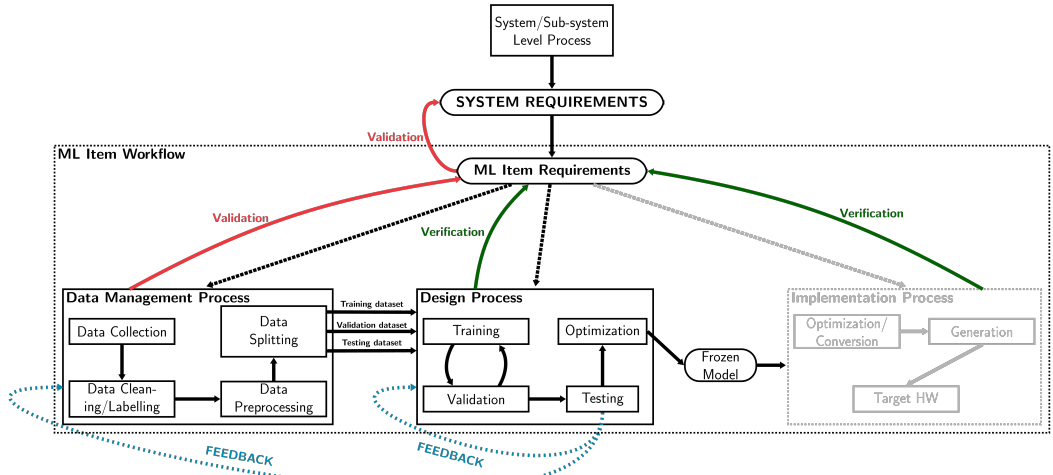 System/Sub-system
Level Process
SYSTEM REQUIREMENTS
Validation
ML Item Workflow
ML Item Requirements
Validation
Verification
Verification
Data Management Process
Data Collection
Data Clean-
ing/Labelling
Data
Splitting
Data
Preprocessing
Training dataset
Validation dataset
Testing dataset
Design Process
Training
Validation
Optimization
Testing
Frozen
Model
Implementation Process
Optimization/
Conversion
Generation
Target HW
FEEDBACK
FEEDBACK